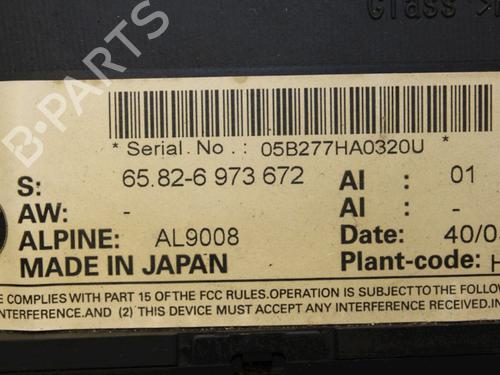 Class
* Serial. No. : 05B277HA0320U *
S: 65.82-6 973 672 AI : 01
AW: - AI : -
ALPINE: AL9008 Date: 40/0
MADE IN JAPAN Plant-code: H
E COMPLIES WITH PART 15 OF THE FCC RULES.OPERATION IS SUBJECT TO THE FOLLO
NTERFERENCE.AND (2) THIS DEVICE MUST ACCEPT ANY INTERFERENCE RECEIVED.IN
B-PARTS